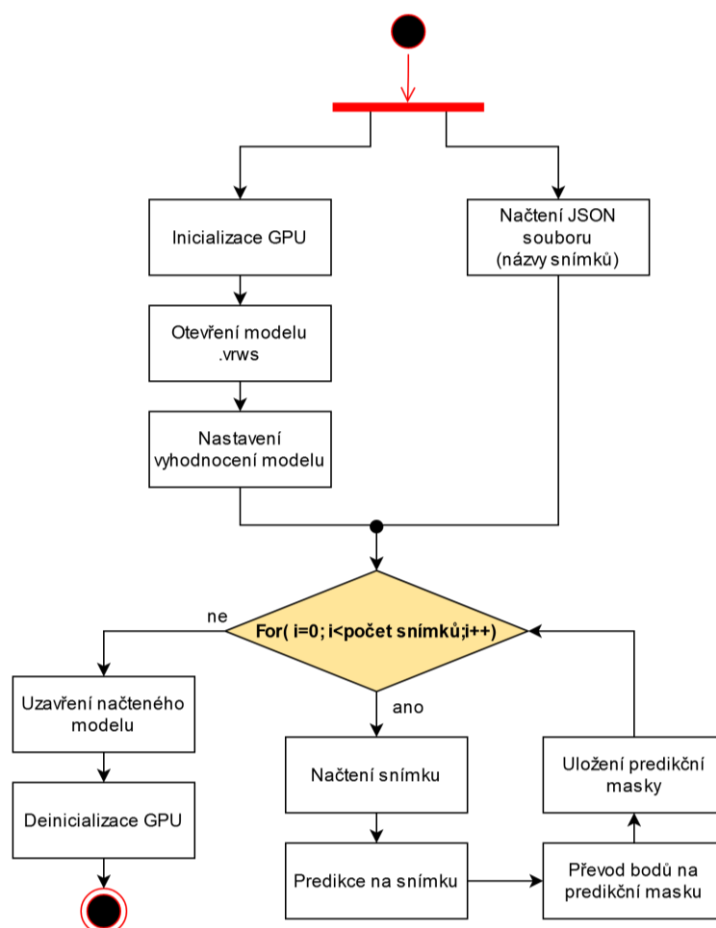 Inicializace GPU
Načtení JSON
souboru
(názvy snímků)
Otevření modelu
.vrws
Nastavení
vyhodnocení modelu
ne
For( i=0; i<počet snímků;i++)
ano
Uzavření načteného
modelu
Deinicializace GPU
Načtení snímku
Predikce na snímku
Převod bodů na
predikční masku
Uložení predikční
masky